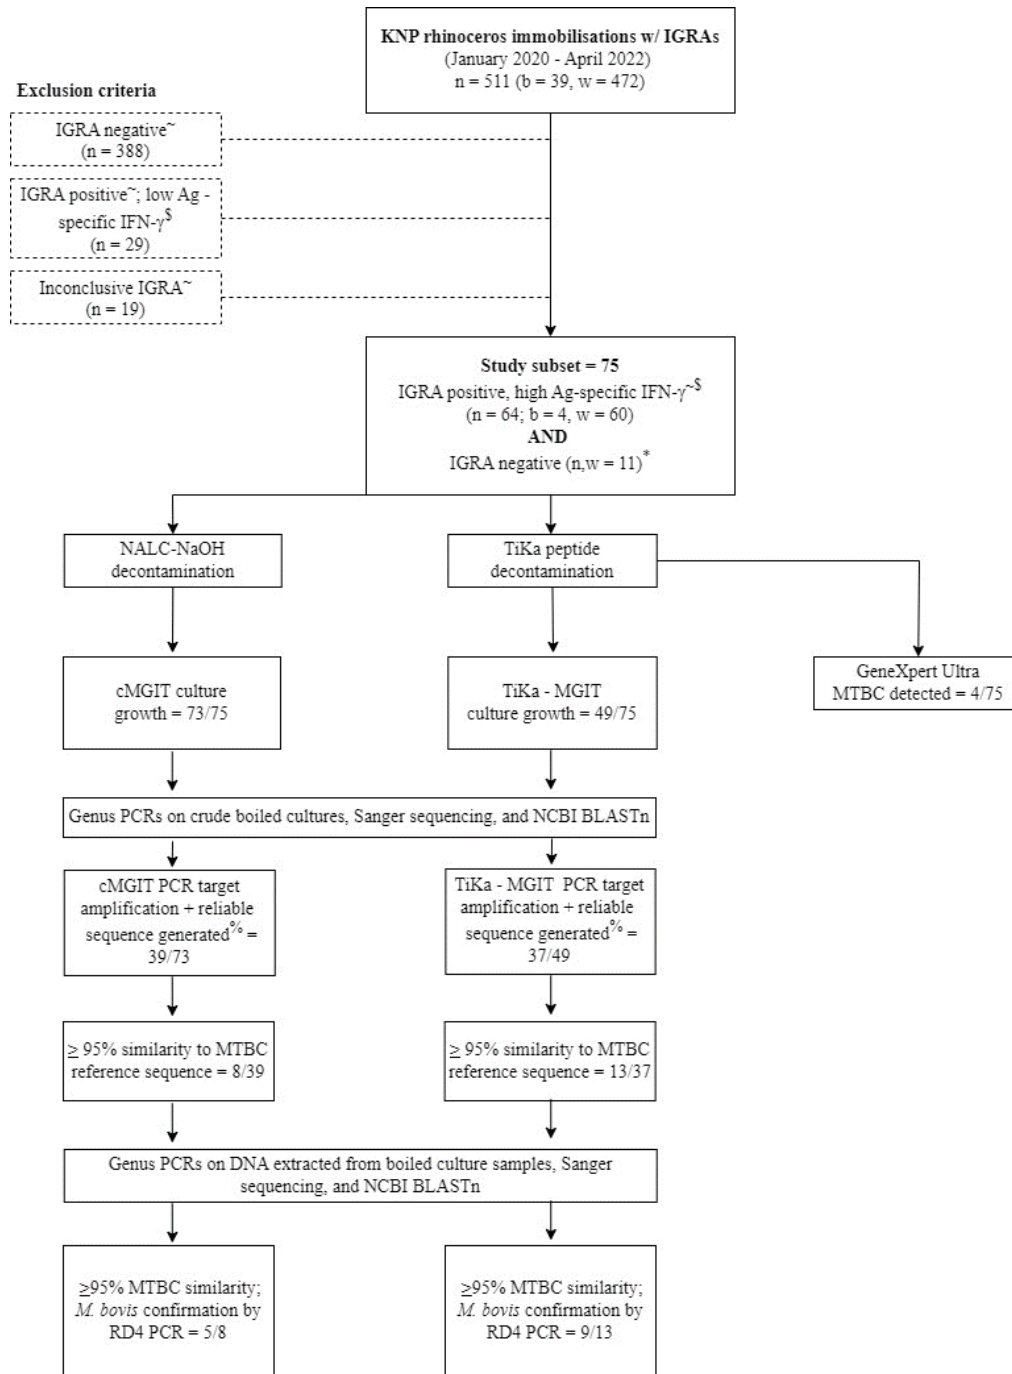 KNP rhinoceros immobilisations w/ IGRAs
(January 2020 - April 2022)
n = 511 (b = 39, w = 472)
Exclusion criteria
IGRA negative~
(n = 388)
IGRA positive~; low Ag -
specific IFN-γ$
(n = 29)
Inconclusive IGRA~
(n = 19)
Study subset = 75
IGRA positive, high Ag-specific IFN-γ~$
(n = 64; b = 4, w = 60)
AND
IGRA negative (n,w = 11)*
NALC-NaOH
decontamination
TiKa peptide
decontamination
cMGIT culture
growth = 73/75
TiKa - MGIT
culture growth = 49/75
GeneXpert Ultra
MTBC detected = 4/75
Genus PCRs on crude boiled cultures, Sanger sequencing, and NCBI BLASTn
cMGIT PCR target
amplification + reliable
sequence generated% =
39/73
TiKa - MGIT PCR target
amplification + reliable
sequence generated% =
37/49
≥ 95% similarity to MTBC
reference sequence = 8/39
≥ 95% similarity to MTBC
reference sequence = 13/37
Genus PCRs on DNA extracted from boiled culture samples, Sanger
sequencing, and NCBI BLASTn
≥95% MTBC similarity;
M. bovis confirmation by
RD4 PCR = 5/8
≥95% MTBC similarity;
M. bovis confirmation by
RD4 PCR = 9/13